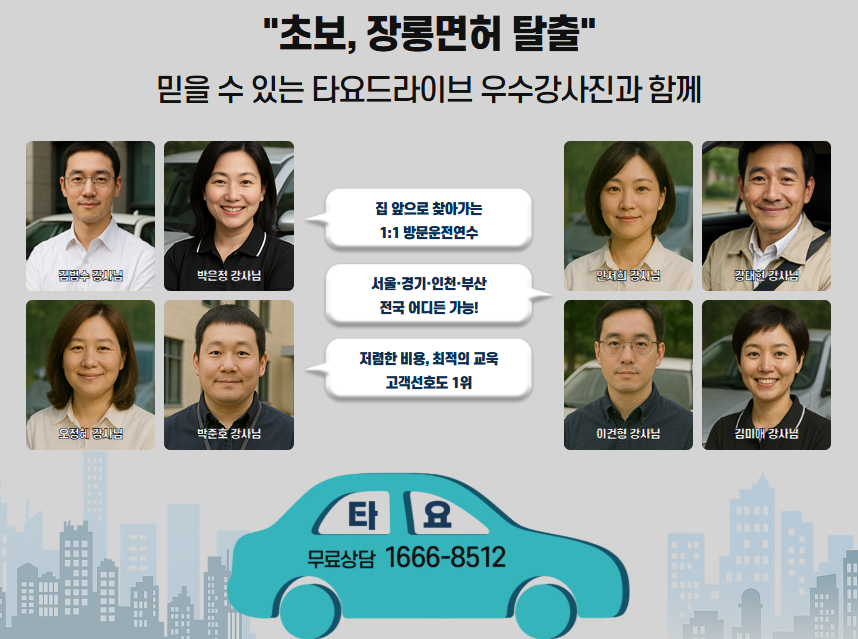 "초보, 장롱면허 탈출"
믿을 수 있는 타요드라이브 우수강사진과 함께
김범수 강사님
박은정 강사님
오정혜 강사님
박준호 강사님
집 앞으로 찾아가는
1:1 방문운전연수
서울·경기·인천·부산
전국 어디든 가능!
저렴한 비용, 최적의 교육
고객선호도 1위
안서희 강사님
강태현 강사님
이건형 강사님
김미애 강사님
타 요
무료상담 1666-8512